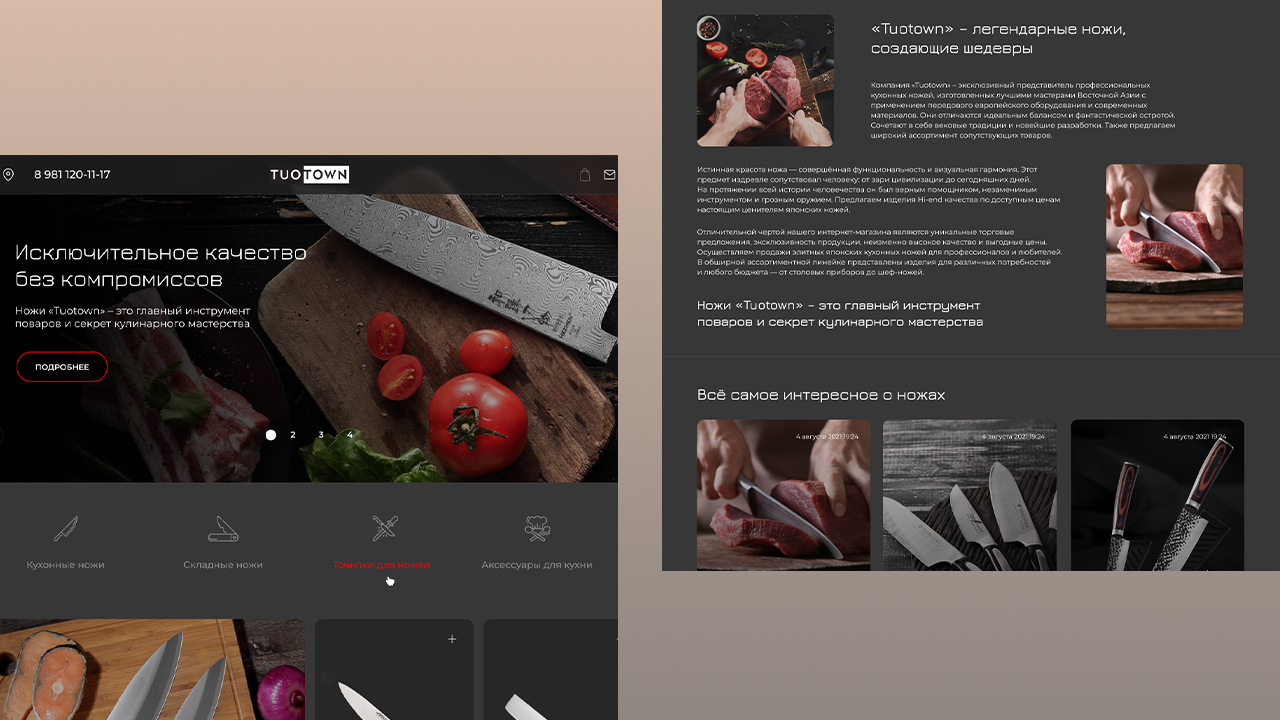 8 981 120-11-17
TUOTOWN
Исключительное качество
без компромиссов
Ножи «Tuotown» – это главный инструмент
поваров и секрет кулинарного мастерства
ПОДРОБНЕЕ
2 3 4
Кухонные ножи
Складные ножи
Точилки для ножей
Аксессуары для кухни
«Tuotown» – легендарные ножи,
создающие шедевры
Компания «Tuotown» – эксклюзивный представитель профессиональных
кухонных ножей, изготовленных лучшими мастерами Восточной Азии с
применением передового европейского оборудования и современных
материалов. Они отличаются идеальным балансом и фантастической остротой.
Сочетают в себе вековые традиции и новейшие разработки. Также предлагаем
широкий ассортимент сопутствующих товаров.
Истинная красота ножа — совершённая функциональность и визуальная гармония. Этот
предмет издревле сопутствовал человеку: от зари цивилизации до сегодняшних дней.
На протяжении всей истории человечества он был верным помощником, незаменимым
инструментом и грозным оружием. Предлагаем изделия Hi-end качества по доступным ценам
настоящим ценителям японских ножей.
Отличительной чертой нашего интернет-магазина являются уникальные торговые
предложения, эксклюзивность продукции, неизменно высокое качество и выгодные цены.
Осуществляем продажи элитных японских кухонных ножей для профессионалов и любителей.
В обширной ассортиментной линейке представлены изделия для различных потребностей
и любого бюджета — от столовых приборов до шеф-ножей.
Ножи «Tuotown» – это главный инструмент
поваров и секрет кулинарного мастерства
Всё самое интересное о ножах
4 августа 2021 19:24
4 августа 2021 19:24
4 августа 2021 19:24